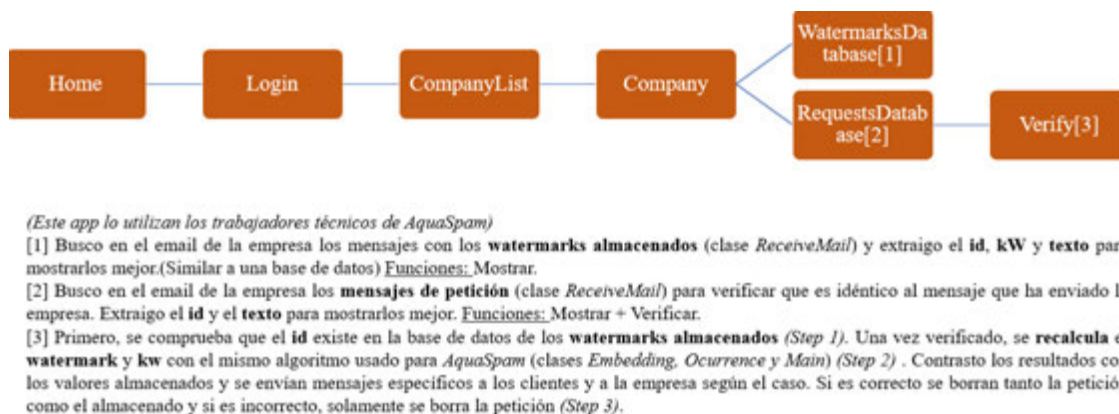 Home
Login
CompanyList
Company
WatermarksDa
tabase[1]
RequestsDatab
ase[2]
Verify[3]
(Este app lo utilizan los trabajadores técnicos de AquaSpam)
[1] Busco en el email de la empresa los mensajes con los watermarks almacenados (clase ReceiveMail) y extraigo el id, kW y texto par
mostrarlos mejor.(Similar a una base de datos) Funciones: Mostrar.
[2] Busco en el email de la empresa los mensajes de petición (clase ReceiveMail) para verificar que es idéntico al mensaje que ha enviado l
empresa. Extraigo el id y el texto para mostrarlos mejor. Funciones: Mostrar + Verificar.
[3] Primero, se comprueba que el id existe en la base de datos de los watermarks almacenados (Step 1). Una vez verificado, se recalcula e
watermark y kw con el mismo algoritmo usado para AquaSpam (clases Embedding, Ocurrence y Main) (Step 2) . Contrasto los resultados co
los valores almacenados y se envían mensajes específicos a los clientes y a la empresa según el caso. Si es correcto se borran tanto la petició
como el almacenado y si es incorrecto, solamente se borra la petición (Step 3).